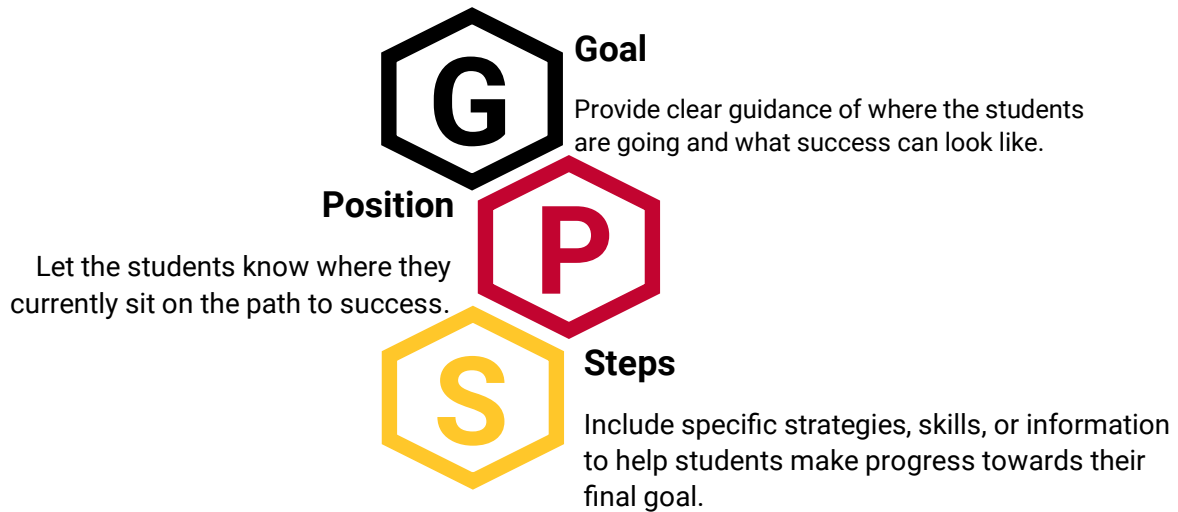 G
Goal
Provide clear guidance of where the students
are going and what success can look like.
P
Position
Let the students know where they
currently sit on the path to success.
S
Steps
Include specific strategies, skills, or information
to help students make progress towards their
final goal.